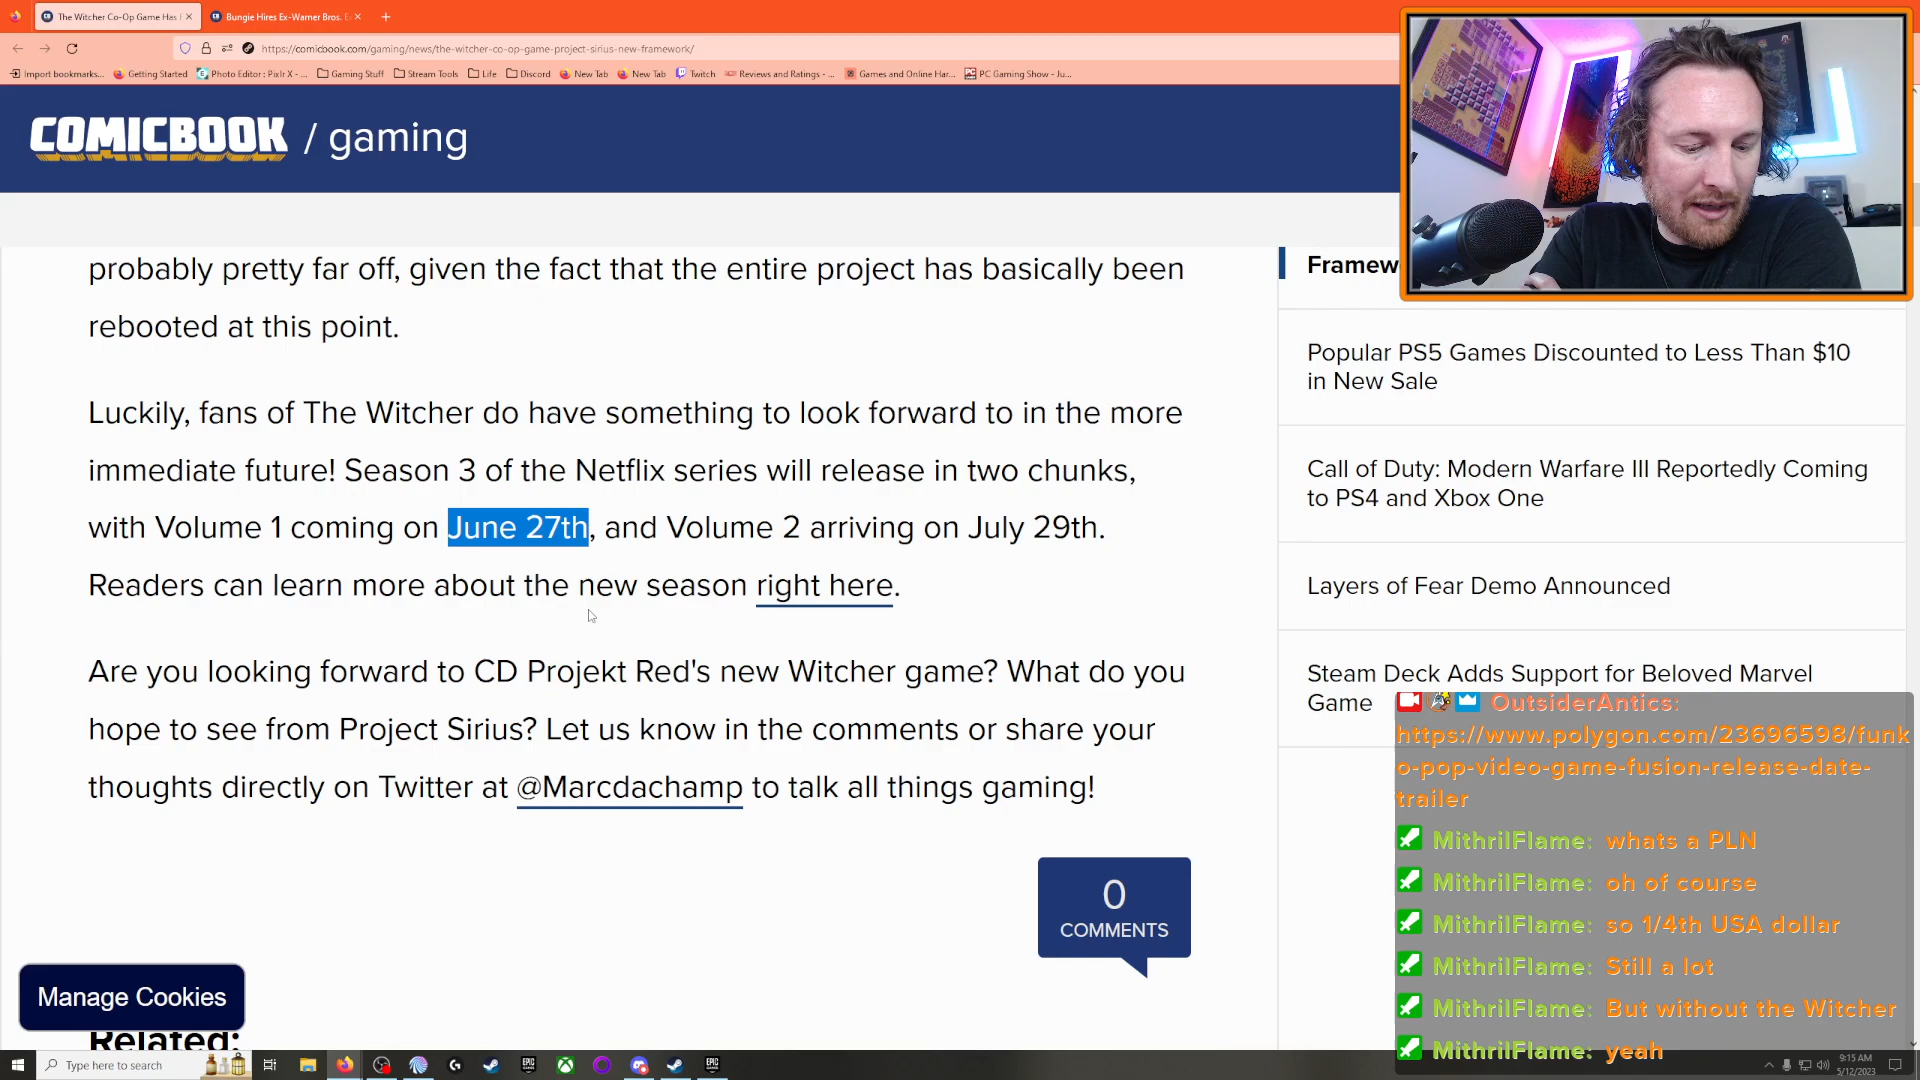 The Witcher Co-Op Game Has
Bungie Hires Ex-Warner Bros.
https://comicbook.com/gaming/news/the-witcher-co-op-game-project-sirius-new-framework/
Import bookmarks...
Getting Started
Photo Editor : Pixlr X - ...
Gaming Stuff
Stream Tools
Life
Discord
New Tab
New Tab
Twitch
Reviews and Ratings - ...
Games and Online Har...
PC Gaming Show - Ju...
COMICBOOK / gaming
probably pretty far off, given the fact that the entire project has basically been
rebooted at this point.
Luckily, fans of The Witcher do have something to look forward to in the more
immediate future! Season 3 of the Netflix series will release in two chunks,
with Volume 1 coming on June 27th, and Volume 2 arriving on July 29th.
Readers can learn more about the new season right here.
Are you looking forward to CD Projekt Red's new Witcher game? What do you
hope to see from Project Sirius? Let us know in the comments or share your
thoughts directly on Twitter at @Marcdachamp to talk all things gaming!
0
COMMENTS
Manage Cookies
Related:
Framew
Popular PS5 Games Discounted to Less Than $10
in New Sale
Call of Duty: Modern Warfare III Reportedly Coming
to PS4 and Xbox One
Layers of Fear Demo Announced
Steam Deck Adds Support for Beloved Marvel
Game
OutsiderAntics:
https://www.polygon.com/23696598/funk
o-pop-video-game-fusion-release-date-
trailer
MithrilFlame: whats a PLN
MithrilFlame: oh of course
MithrilFlame: so 1/4th USA dollar
MithrilFlame: Still a lot
MithrilFlame: But without the Witcher
MithrilFlame: yeah
Type here to search
9:15 AM
5/12/2023